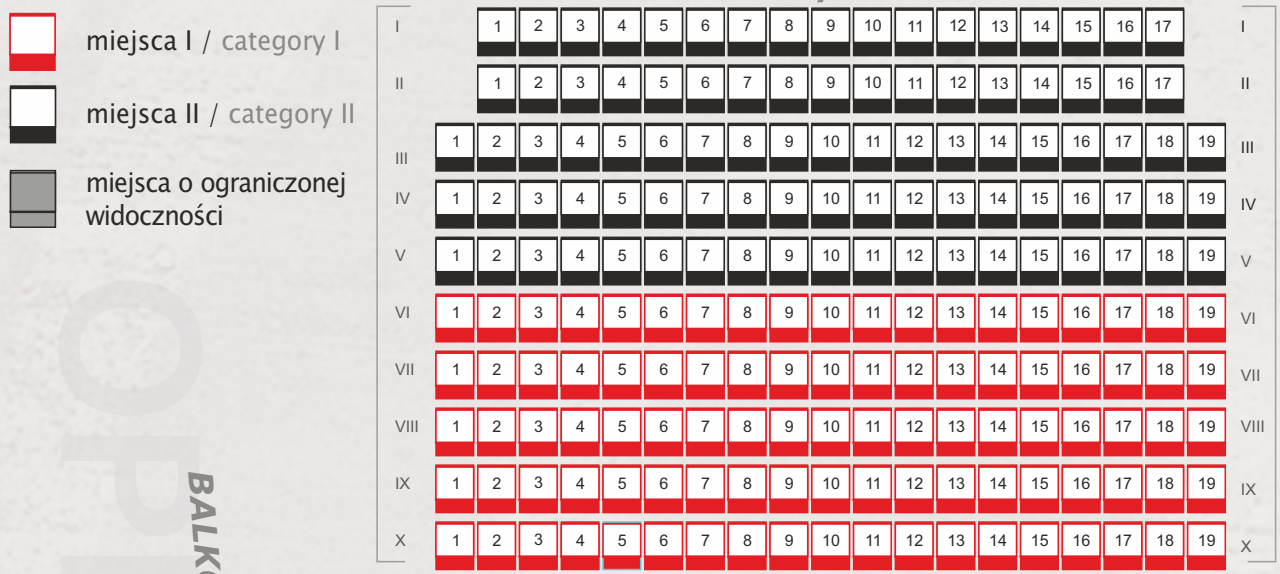 miejsca I / category I
miejsca II / category II
miejsca o ograniczonej
widoczności
I 1 2 3 4 5 6 7 8 9 10 11 12 13 14 15 16 17 I
II 1 2 3 4 5 6 7 8 9 10 11 12 13 14 15 16 17 II
III 1 2 3 4 5 6 7 8 9 10 11 12 13 14 15 16 17 18 19 III
IV 1 2 3 4 5 6 7 8 9 10 11 12 13 14 15 16 17 18 19 IV
V 1 2 3 4 5 6 7 8 9 10 11 12 13 14 15 16 17 18 19 V
VI 1 2 3 4 5 6 7 8 9 10 11 12 13 14 15 16 17 18 19 VI
VII 1 2 3 4 5 6 7 8 9 10 11 12 13 14 15 16 17 18 19 VII
VIII 1 2 3 4 5 6 7 8 9 10 11 12 13 14 15 16 17 18 19 VIII
IX 1 2 3 4 5 6 7 8 9 10 11 12 13 14 15 16 17 18 19 IX
X 1 2 3 4 5 6 7 8 9 10 11 12 13 14 15 16 17 18 19 X
BALK
OP